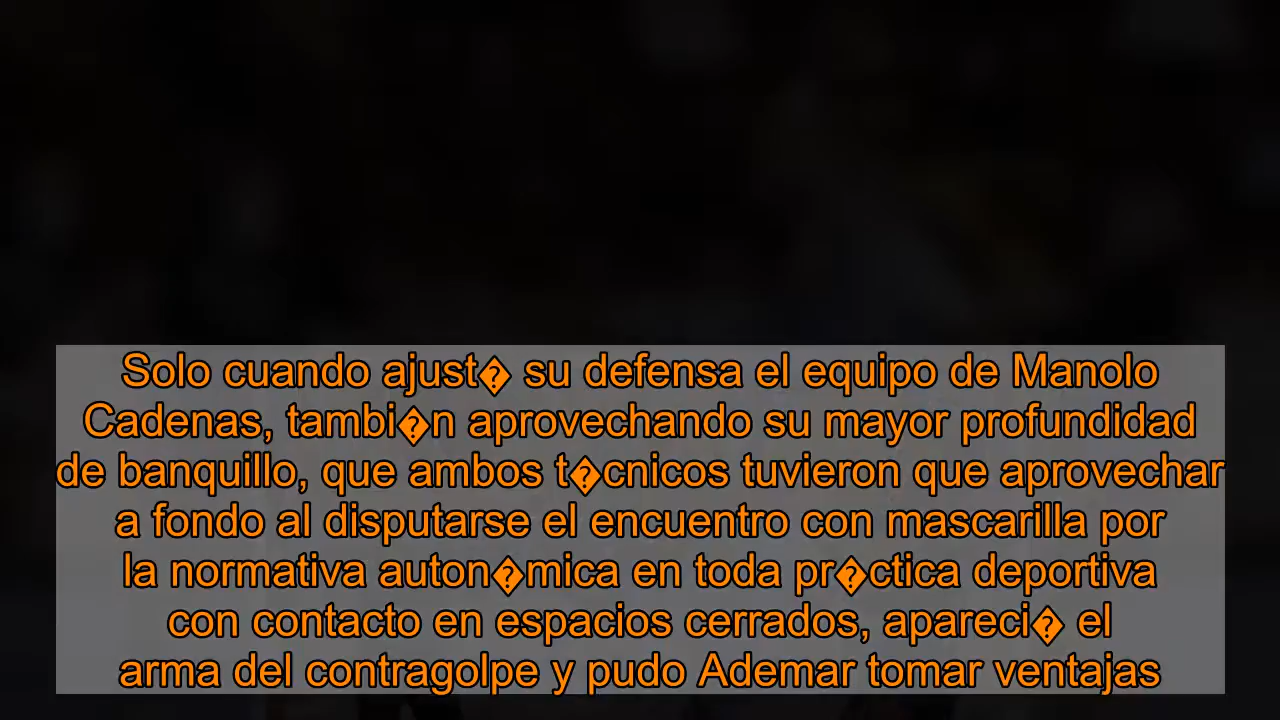 Solo cuando ajust� su defensa el equipo de Manolo
Cadenas, tambi�n aprovechando su mayor profundidad
de banquillo, que ambos t�cnicos tuvieron que aprovechar
a fondo al disputarse el encuentro con mascarilla por
la normativa auton�mica en toda pr�ctica deportiva
con contacto en espacios cerrados, apareci� el
arma del contragolpe y pudo Ademar tomar ventajas